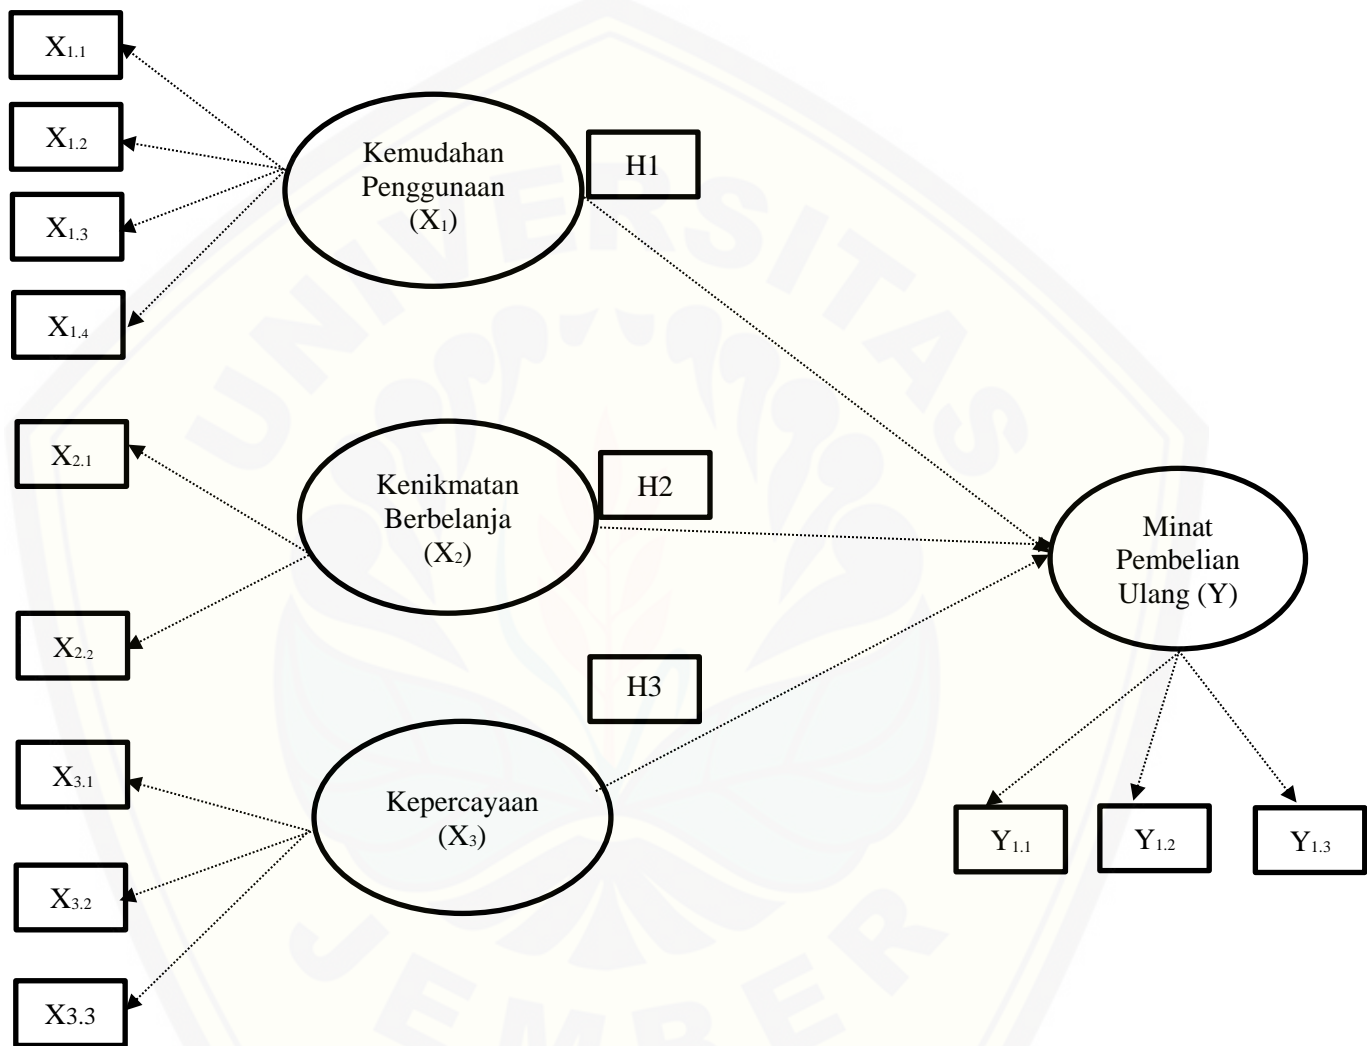 X1.1
X1.2
X1.3
X1.4
Kemudahan
Penggunaan
(X1)
H1
X2.1
X2.2
Kenikmatan
Berbelanja
(X2)
H2
X3.1
X3.2
X3.3
Kepercayaan
(X3)
H3
Minat
Pembelian
Ulang (Y)
Y1.1
Y1.2
Y1.3
UNIVERSITAS
JEMBER